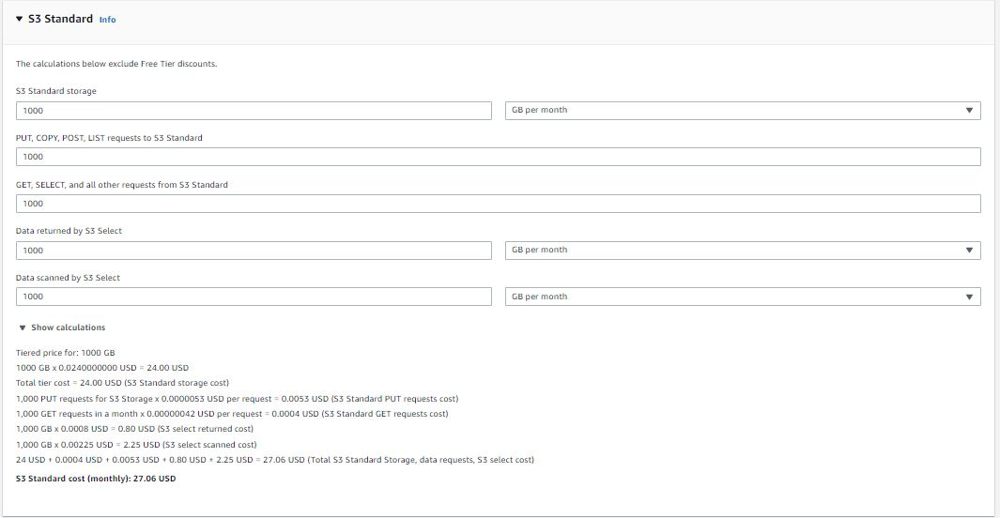 S3 Standard Info
The calculations below exclude Free Tier discounts.
S3 Standard storage
1000 GB per month
PUT, COPY, POST, LIST requests to S3 Standard
1000
GET, SELECT, and all other requests from S3 Standard
1000
Data returned by S3 Select
1000 GB per month
Data scanned by S3 Select
1000 GB per month
Show calculations
Tiered price for: 1000 GB
1000 GB x 0.0240000000 USD = 24.00 USD
Total tier cost = 24.00 USD (S3 Standard storage cost)
1,000 PUT requests for S3 Storage x 0.0000053 USD per request = 0.0053 USD (S3 Standard PUT requests cost)
1,000 GET requests in a month x 0.00000042 USD per request = 0.0004 USD (S3 Standard GET requests cost)
1,000 GB x 0.0008 USD = 0.80 USD (S3 select returned cost)
1,000 GB x 0.00225 USD = 2.25 USD (S3 select scanned cost)
24 USD + 0.0004 USD + 0.0053 USD + 0.80 USD + 2.25 USD = 27.06 USD (Total S3 Standard Storage, data requests, S3 select cost)
S3 Standard cost (monthly): 27.06 USD